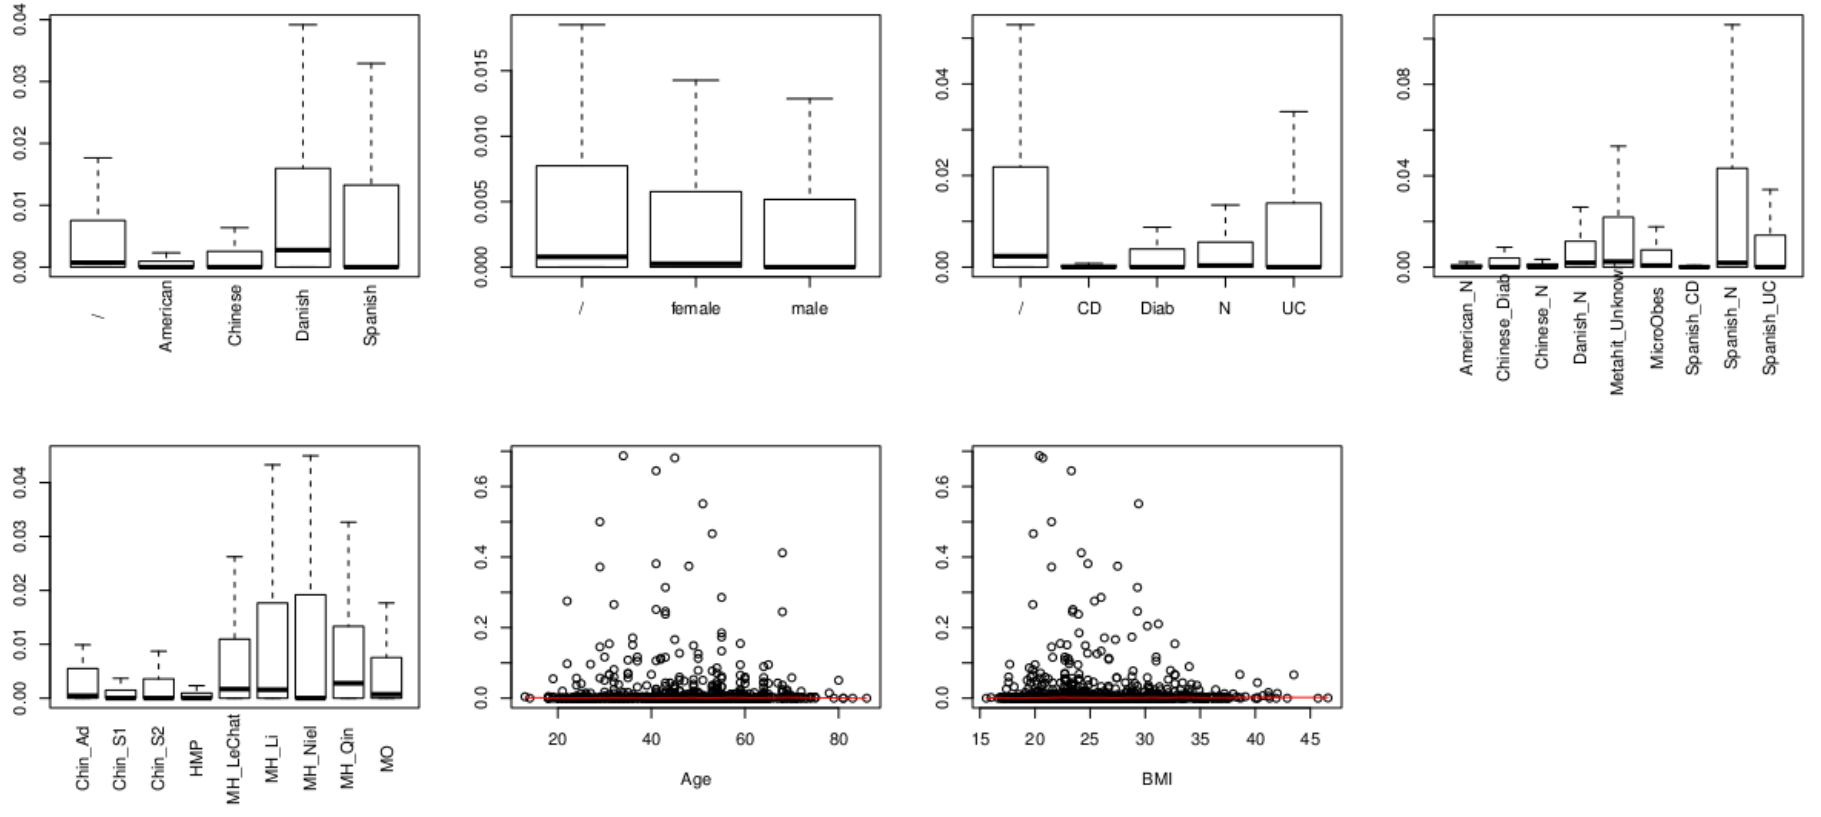 0.04
0.03
0.02
0.01
0.00
/
American
Chinese
Danish
Spanish
0.015
0.010
0.005
0.000
/ female male
0.04
0.02
0.00
/ CD Diab N UC
0.08
0.04
0.00
American_N
Chinese_Diab
Chinese_N
Danish_N
Metahit_Unknow
MicroObes
Spanish_CD
Spanish_N
Spanish_UC
0.04
0.03
0.02
0.01
0.00
Chin_Ad
Chin_S1
Chin_S2
HMP
MH_LeChat
MH_Li
MH_Niel
MH_Qin
MO
0.6
0.4
0.2
0.0
20 40 60 80
Age
0.6
0.4
0.2
0.0
15 20 25 30 35 40 45
BMI